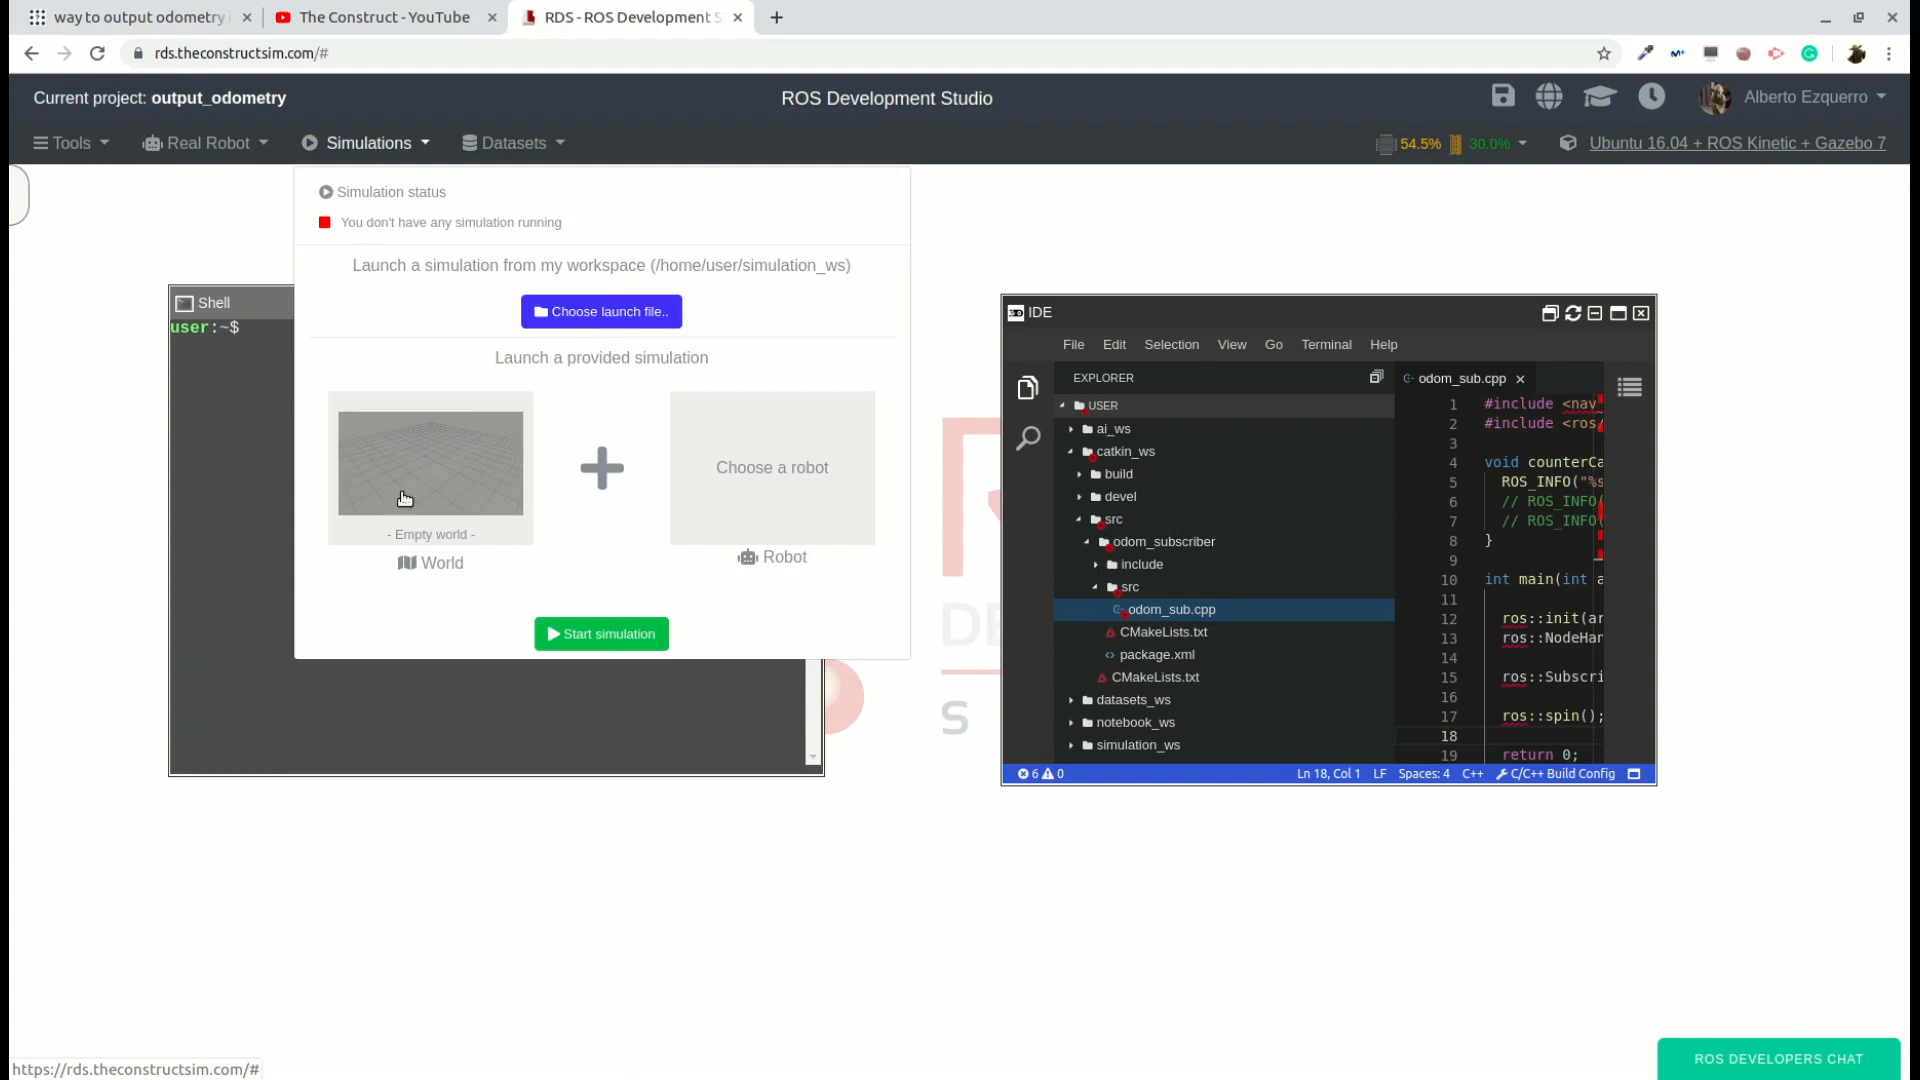 way to output odometry i
The Construct - YouTube
RDS - ROS Development S
rds.theconstructsim.com/#
Current project: output_odometry
ROS Development Studio
Alberto Ezquerro
Tools
Real Robot
Simulations
Datasets
54.5%
30.0%
Ubuntu 16.04 + ROS Kinetic + Gazebo 7
Simulation status
You don't have any simulation running
Launch a simulation from my workspace (/home/user/simulation_ws)
Choose launch file..
Launch a provided simulation
- Empty world -
World
Choose a robot
Robot
Start simulation
Shell
user:~$
DE
S
IDE
File Edit Selection View Go Terminal Help
EXPLORER
USER
ai_ws
catkin_ws
build
devel
src
odom_subscriber
include
src
odom_sub.cpp
CMakeLists.txt
package.xml
CMakeLists.txt
datasets_ws
notebook_ws
simulation_ws
odom_sub.cpp
1 #include <nav_
2 #include <ros/
3
4 void counterCa
5 ROS_INFO("%s
6 // ROS_INFO(
7 // ROS_INFO(
8 }
9
10 int main(int a
11
12 ros::init(ar
13 ros::NodeHan
14
15 ros::Subscri
16
17 ros::spin();
18
19 return 0;
6 0
Ln 18, Col 1 LF Spaces: 4 C++ C/C++ Build Config
ROS DEVELOPERS CHAT
https://rds.theconstructsim.com/#